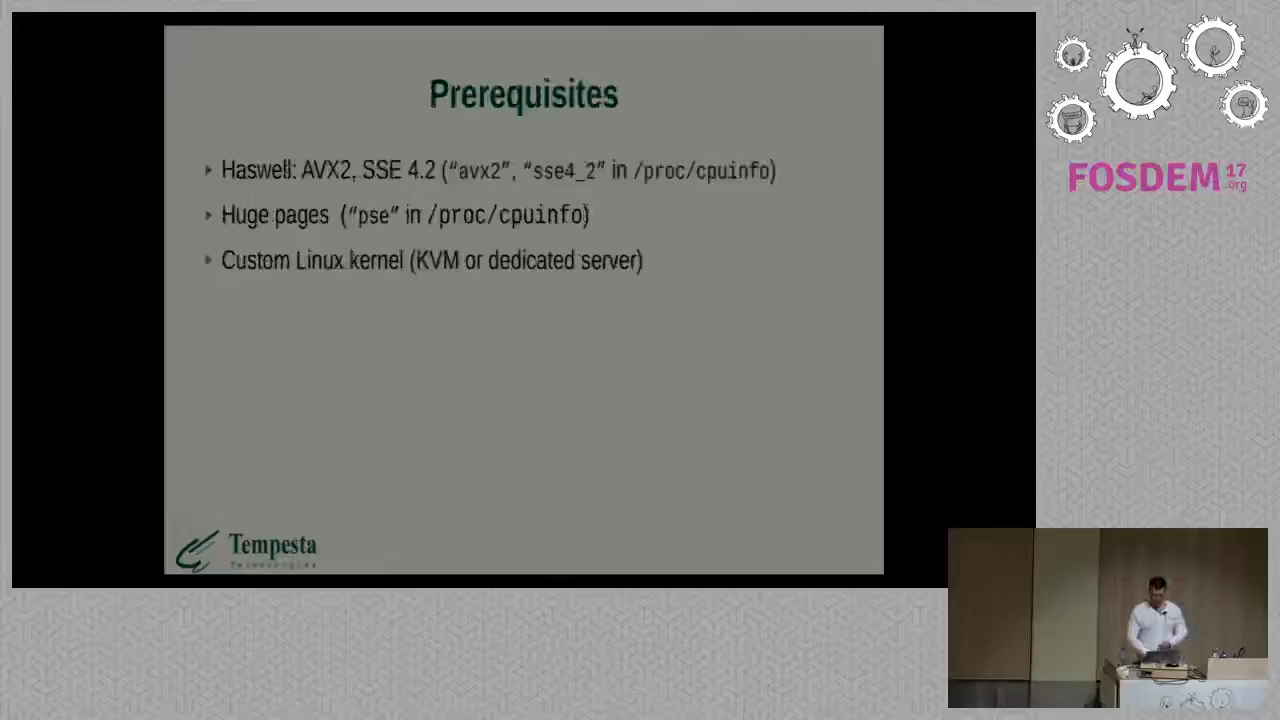 Prerequisites
Haswell: AVX2, SSE 4.2 (“avx2”, “sse4_2” in /proc/cpuinfo)
Huge pages (“pse” in /proc/cpuinfo)
Custom Linux kernel (KVM or dedicated server)
Tempesta
Technologies
FOSDEM 17
.org